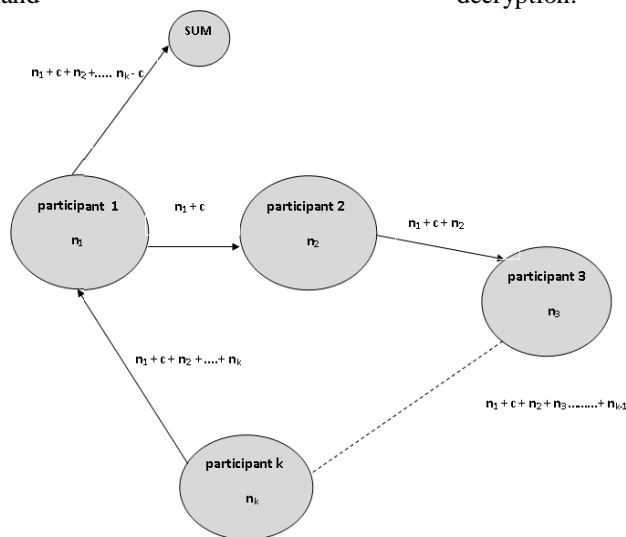 and
decryption.
SUM
n₁ + c + n₂ +..... nₖ - c
participant 1
n₁
n₁ + c
participant 2
n₂
n₁ + c + n₂
participant 3
n₃
n₁ + c + n₂ + ....+ nₖ
n₁ + c + n₂ + n₃.........+ nₖ₋₁
participant k
nₖ